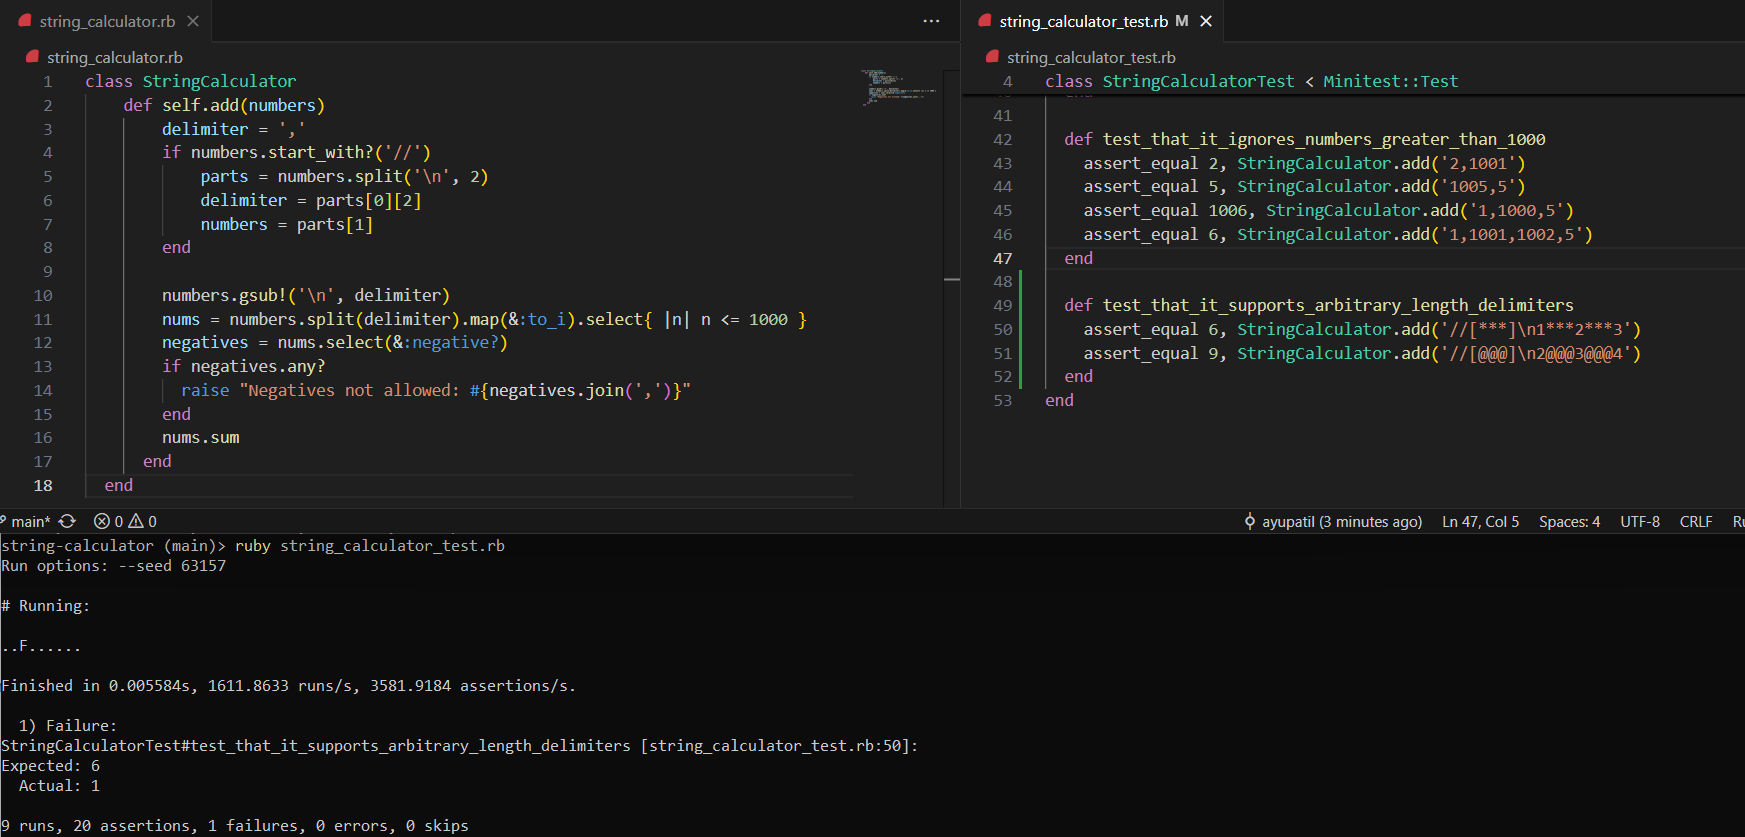 string_calculator.rb
string_calculator.rb
1 class StringCalculator
2 def self.add(numbers)
3 delimiter = ','
4 if numbers.start_with?('//')
5 parts = numbers.split('\n', 2)
6 delimiter = parts[0][2]
7 numbers = parts[1]
8 end
9
10 numbers.gsub!('\n', delimiter)
11 nums = numbers.split(delimiter).map(&:to_i).select{ |n| n <= 1000 }
12 negatives = nums.select(&:negative?)
13 if negatives.any?
14 raise "Negatives not allowed: #{negatives.join(',')}"
15 end
16 nums.sum
17 end
18 end
string_calculator_test.rb M
string_calculator_test.rb
4 class StringCalculatorTest < Minitest::Test
41
42 def test_that_it_ignores_numbers_greater_than_1000
43 assert_equal 2, StringCalculator.add('2,1001')
44 assert_equal 5, StringCalculator.add('1005,5')
45 assert_equal 1006, StringCalculator.add('1,1000,5')
46 assert_equal 6, StringCalculator.add('1,1001,1002,5')
47 end
48
49 def test_that_it_supports_arbitrary_length_delimiters
50 assert_equal 6, StringCalculator.add('//[***]\n1***2***3')
51 assert_equal 9, StringCalculator.add('//[@@@]\n2@@@3@@@4')
52 end
53 end
main* 0 0 ayupatil (3 minutes ago) Ln 47, Col 5 Spaces: 4 UTF-8 CRLF
string-calculator (main)> ruby string_calculator_test.rb
Run options: --seed 63157
# Running:
..F......
Finished in 0.005584s, 1611.8633 runs/s, 3581.9184 assertions/s.
1) Failure:
StringCalculatorTest#test_that_it_supports_arbitrary_length_delimiters [string_calculator_test.rb:50]:
Expected: 6
Actual: 1
9 runs, 20 assertions, 1 failures, 0 errors, 0 skips